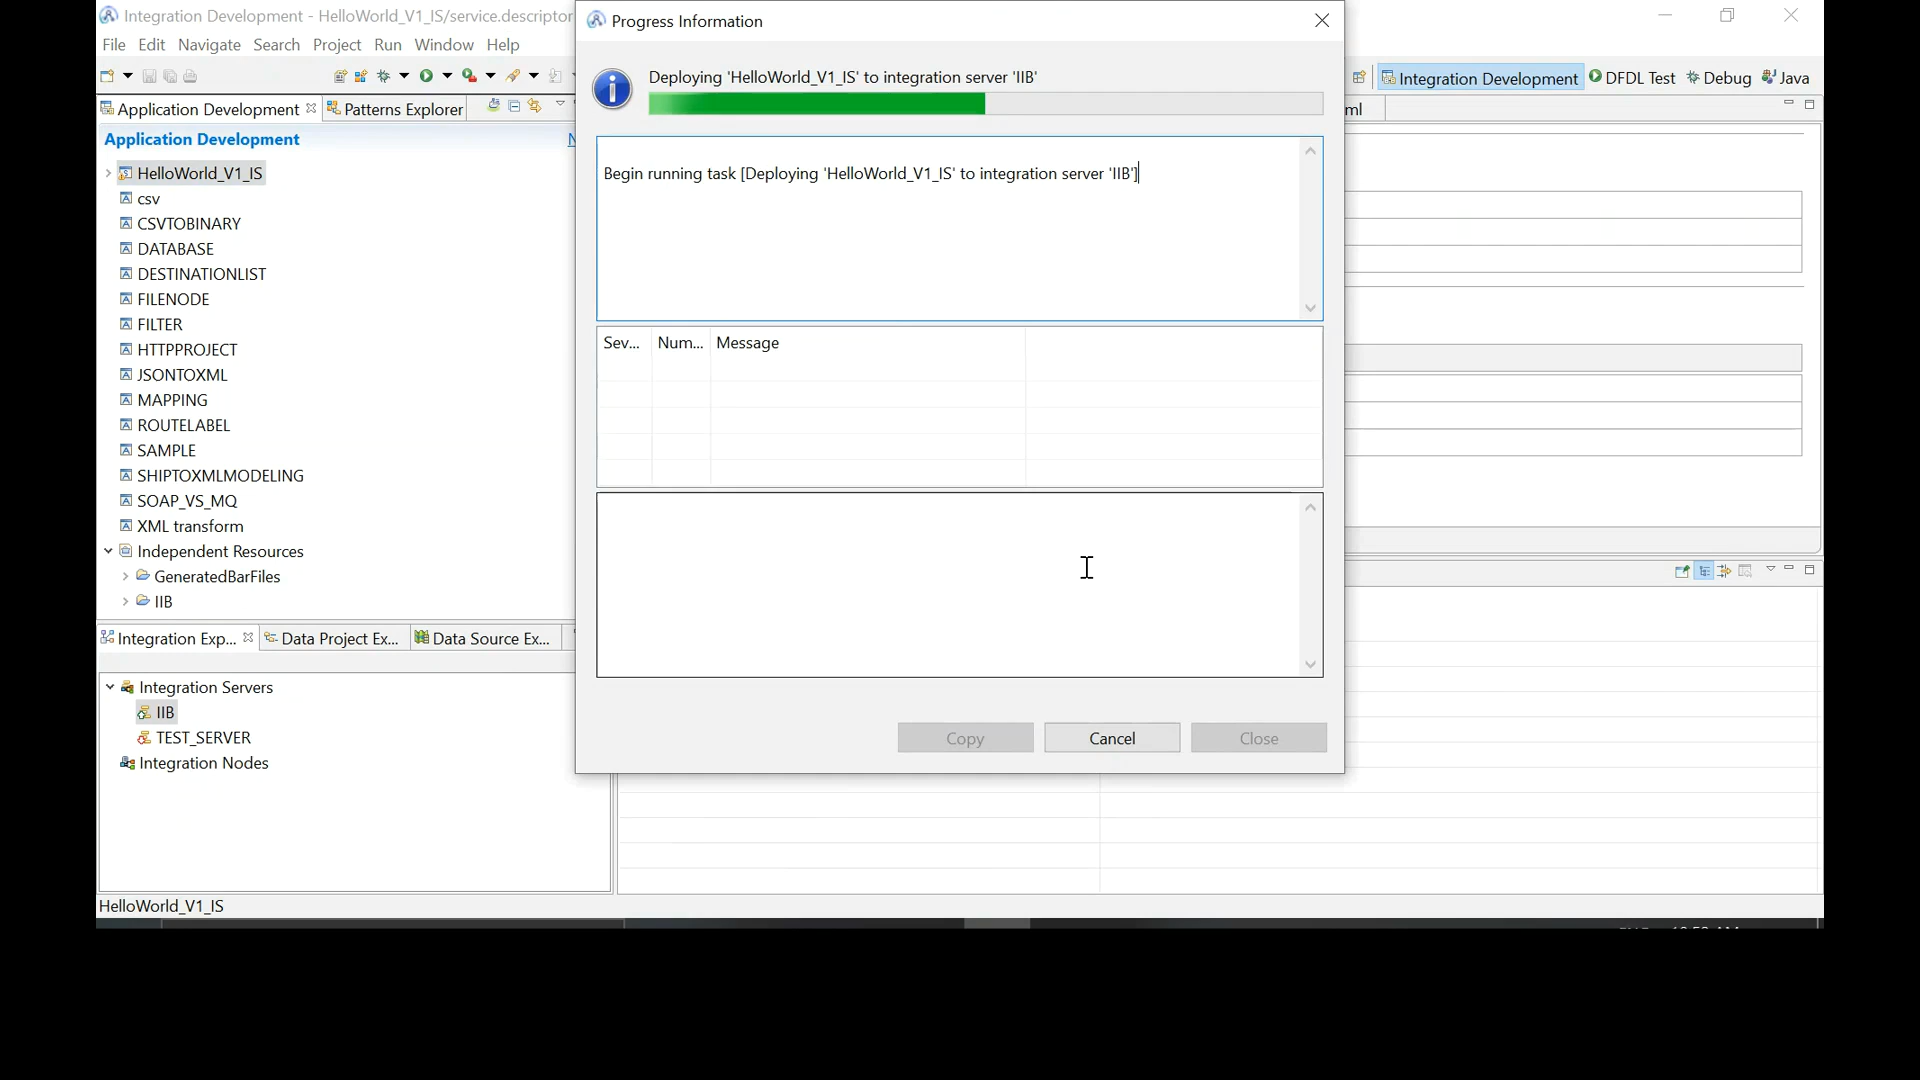 Integration Development - HelloWorld_V1_IS/service.descriptor
File Edit Navigate Search Project Run Window Help
Application Development
Patterns Explorer
Application Development
HelloWorld_V1_IS
csv
CSVTOBINARY
DATABASE
DESTINATIONLIST
FILENODE
FILTER
HTTPPROJECT
JSONTOXML
MAPPING
ROUTELABEL
SAMPLE
SHIPTOXMLMODELING
SOAP_VS_MQ
XML transform
Independent Resources
GeneratedBarFiles
IIB
Integration Exp... Data Project Ex... Data Source Ex...
Integration Servers
IIB
TEST_SERVER
Integration Nodes
HelloWorld_V1_IS
Progress Information
Deploying 'HelloWorld_V1_IS' to integration server 'IIB'
Begin running task [Deploying 'HelloWorld_V1_IS' to integration server 'IIB']
Sev... Num... Message
Copy Cancel Close
Integration Development DFDL Test Debug Java
ml